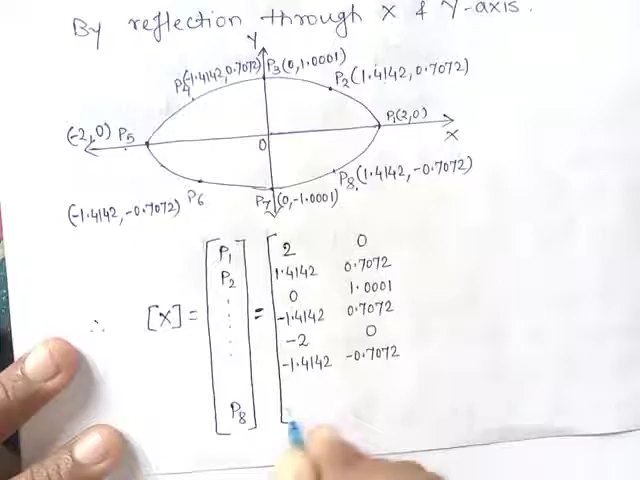 By reflection through X & Y-axis.
Y
P4(-1.4142,0.7072) P3(0,1.0001)
P2(1.4142,0.7072)
(-2,0) P5 P1(2,0)
0 X
P8(1.4142,-0.7072)
(-1.4142,-0.7072) P6 P7(0,-1.0001)
P1 2 0
P2 1.4142 0.7072
0 1.0001
∴ [X] = = -1.4142 0.7072
-2 0
-1.4142 -0.7072
P8